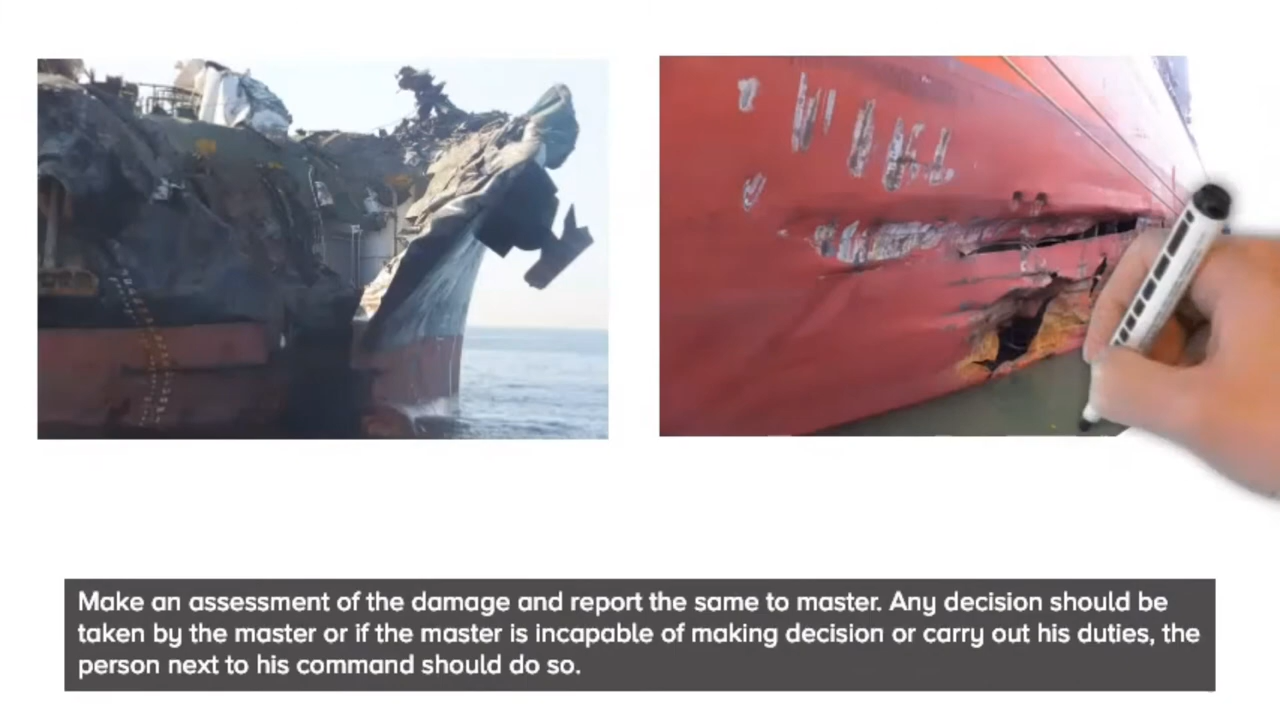 Make an assessment of the damage and report the same to master. Any decision should be
taken by the master or if the master is incapable of making decision or carry out his duties, the
person next to his command should do so.